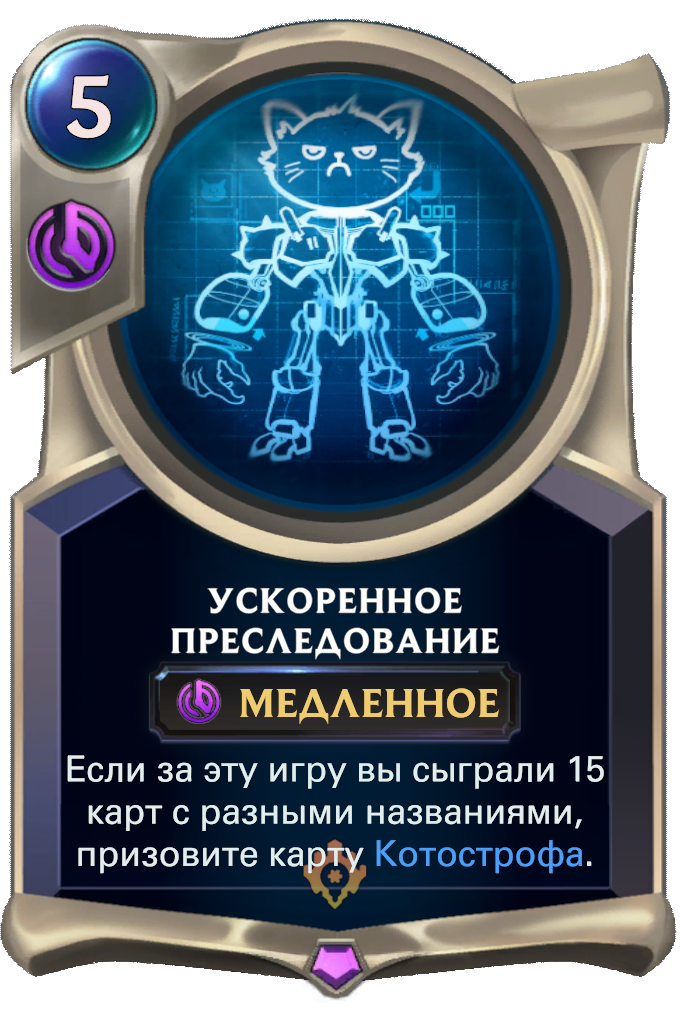 5
УСКОРЕННОЕ
ПРЕСЛЕДОВАНИЕ
МЕДЛЕННОЕ
Если за эту игру вы сыграли 15
карт с разными названиями,
призовите карту Котострофа.